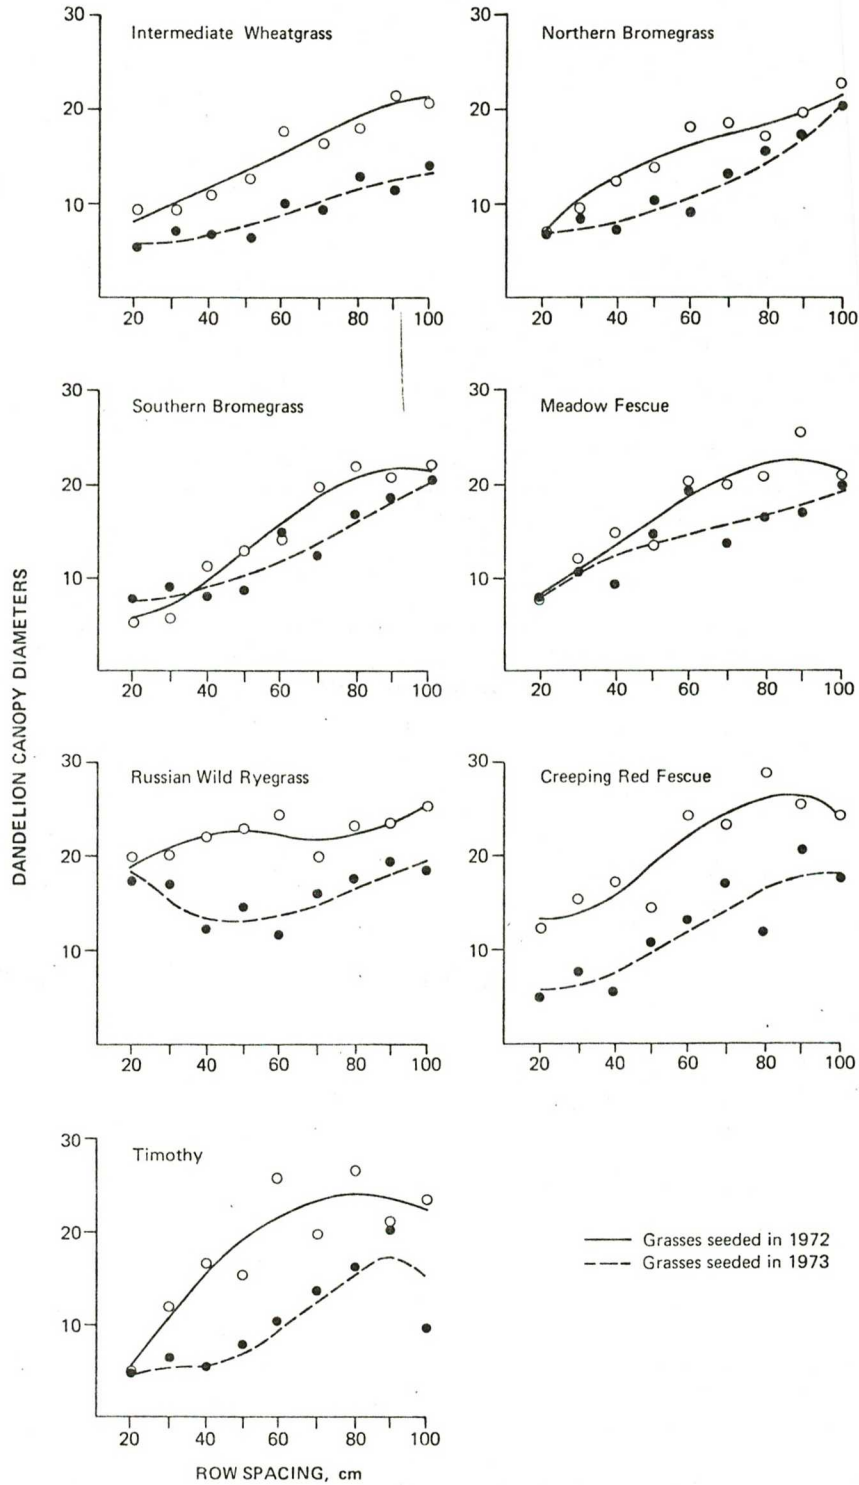 DANDELION CANOPY DIAMETERS
Intermediate Wheatgrass
30
20
10
20 40 60 80 100
Northern Bromegrass
30
20
10
20 40 60 80 100
Southern Bromegrass
30
20
10
20 40 60 80 100
Meadow Fescue
30
20
10
20 40 60 80 100
Russian Wild Ryegrass
30
20
10
20 40 60 80 100
Creeping Red Fescue
30
20
10
20 40 60 80 100
Timothy
30
20
10
20 40 60 80 100
ROW SPACING, cm
Grasses seeded in 1972
Grasses seeded in 1973